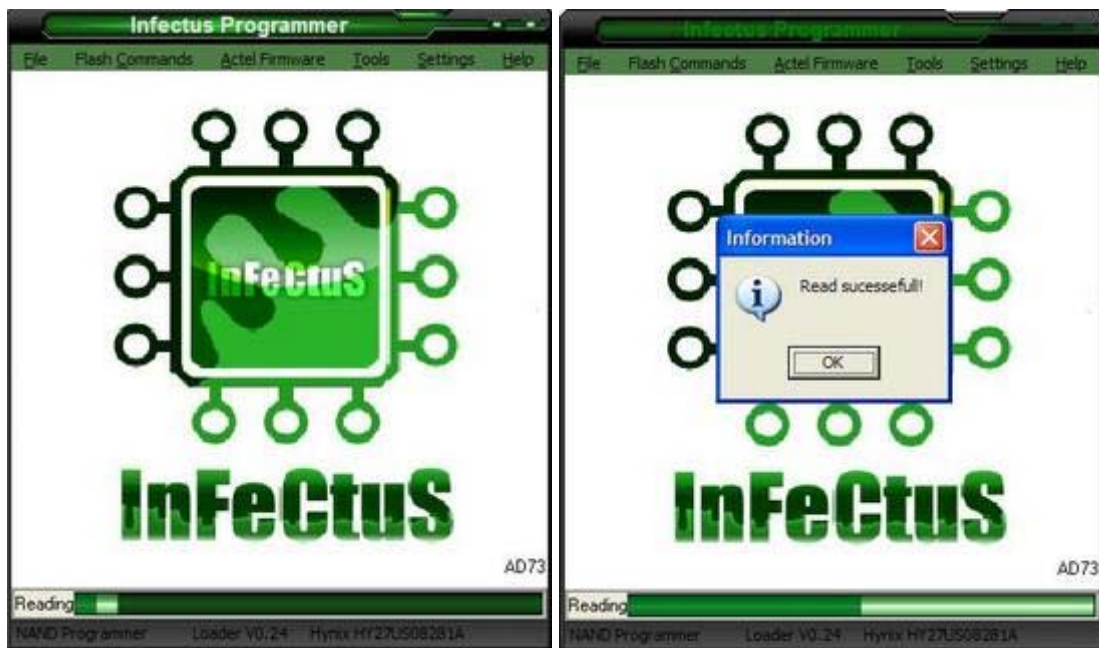 Infectus Programmer
File Flash Commands Actel Firmware Tools Settings Help
InFeCtuS
InFeCtuS
AD73
Reading
NAND Programmer Loader V0.24 Hynix HY27US08281A
Infectus Programmer
File Flash Commands Actel Firmware Tools Settings Help
Information
Read sucessefull!
OK
InFeCtuS
AD73
Reading
NAND Programmer Loader V0.24 Hynix HY27US08281A